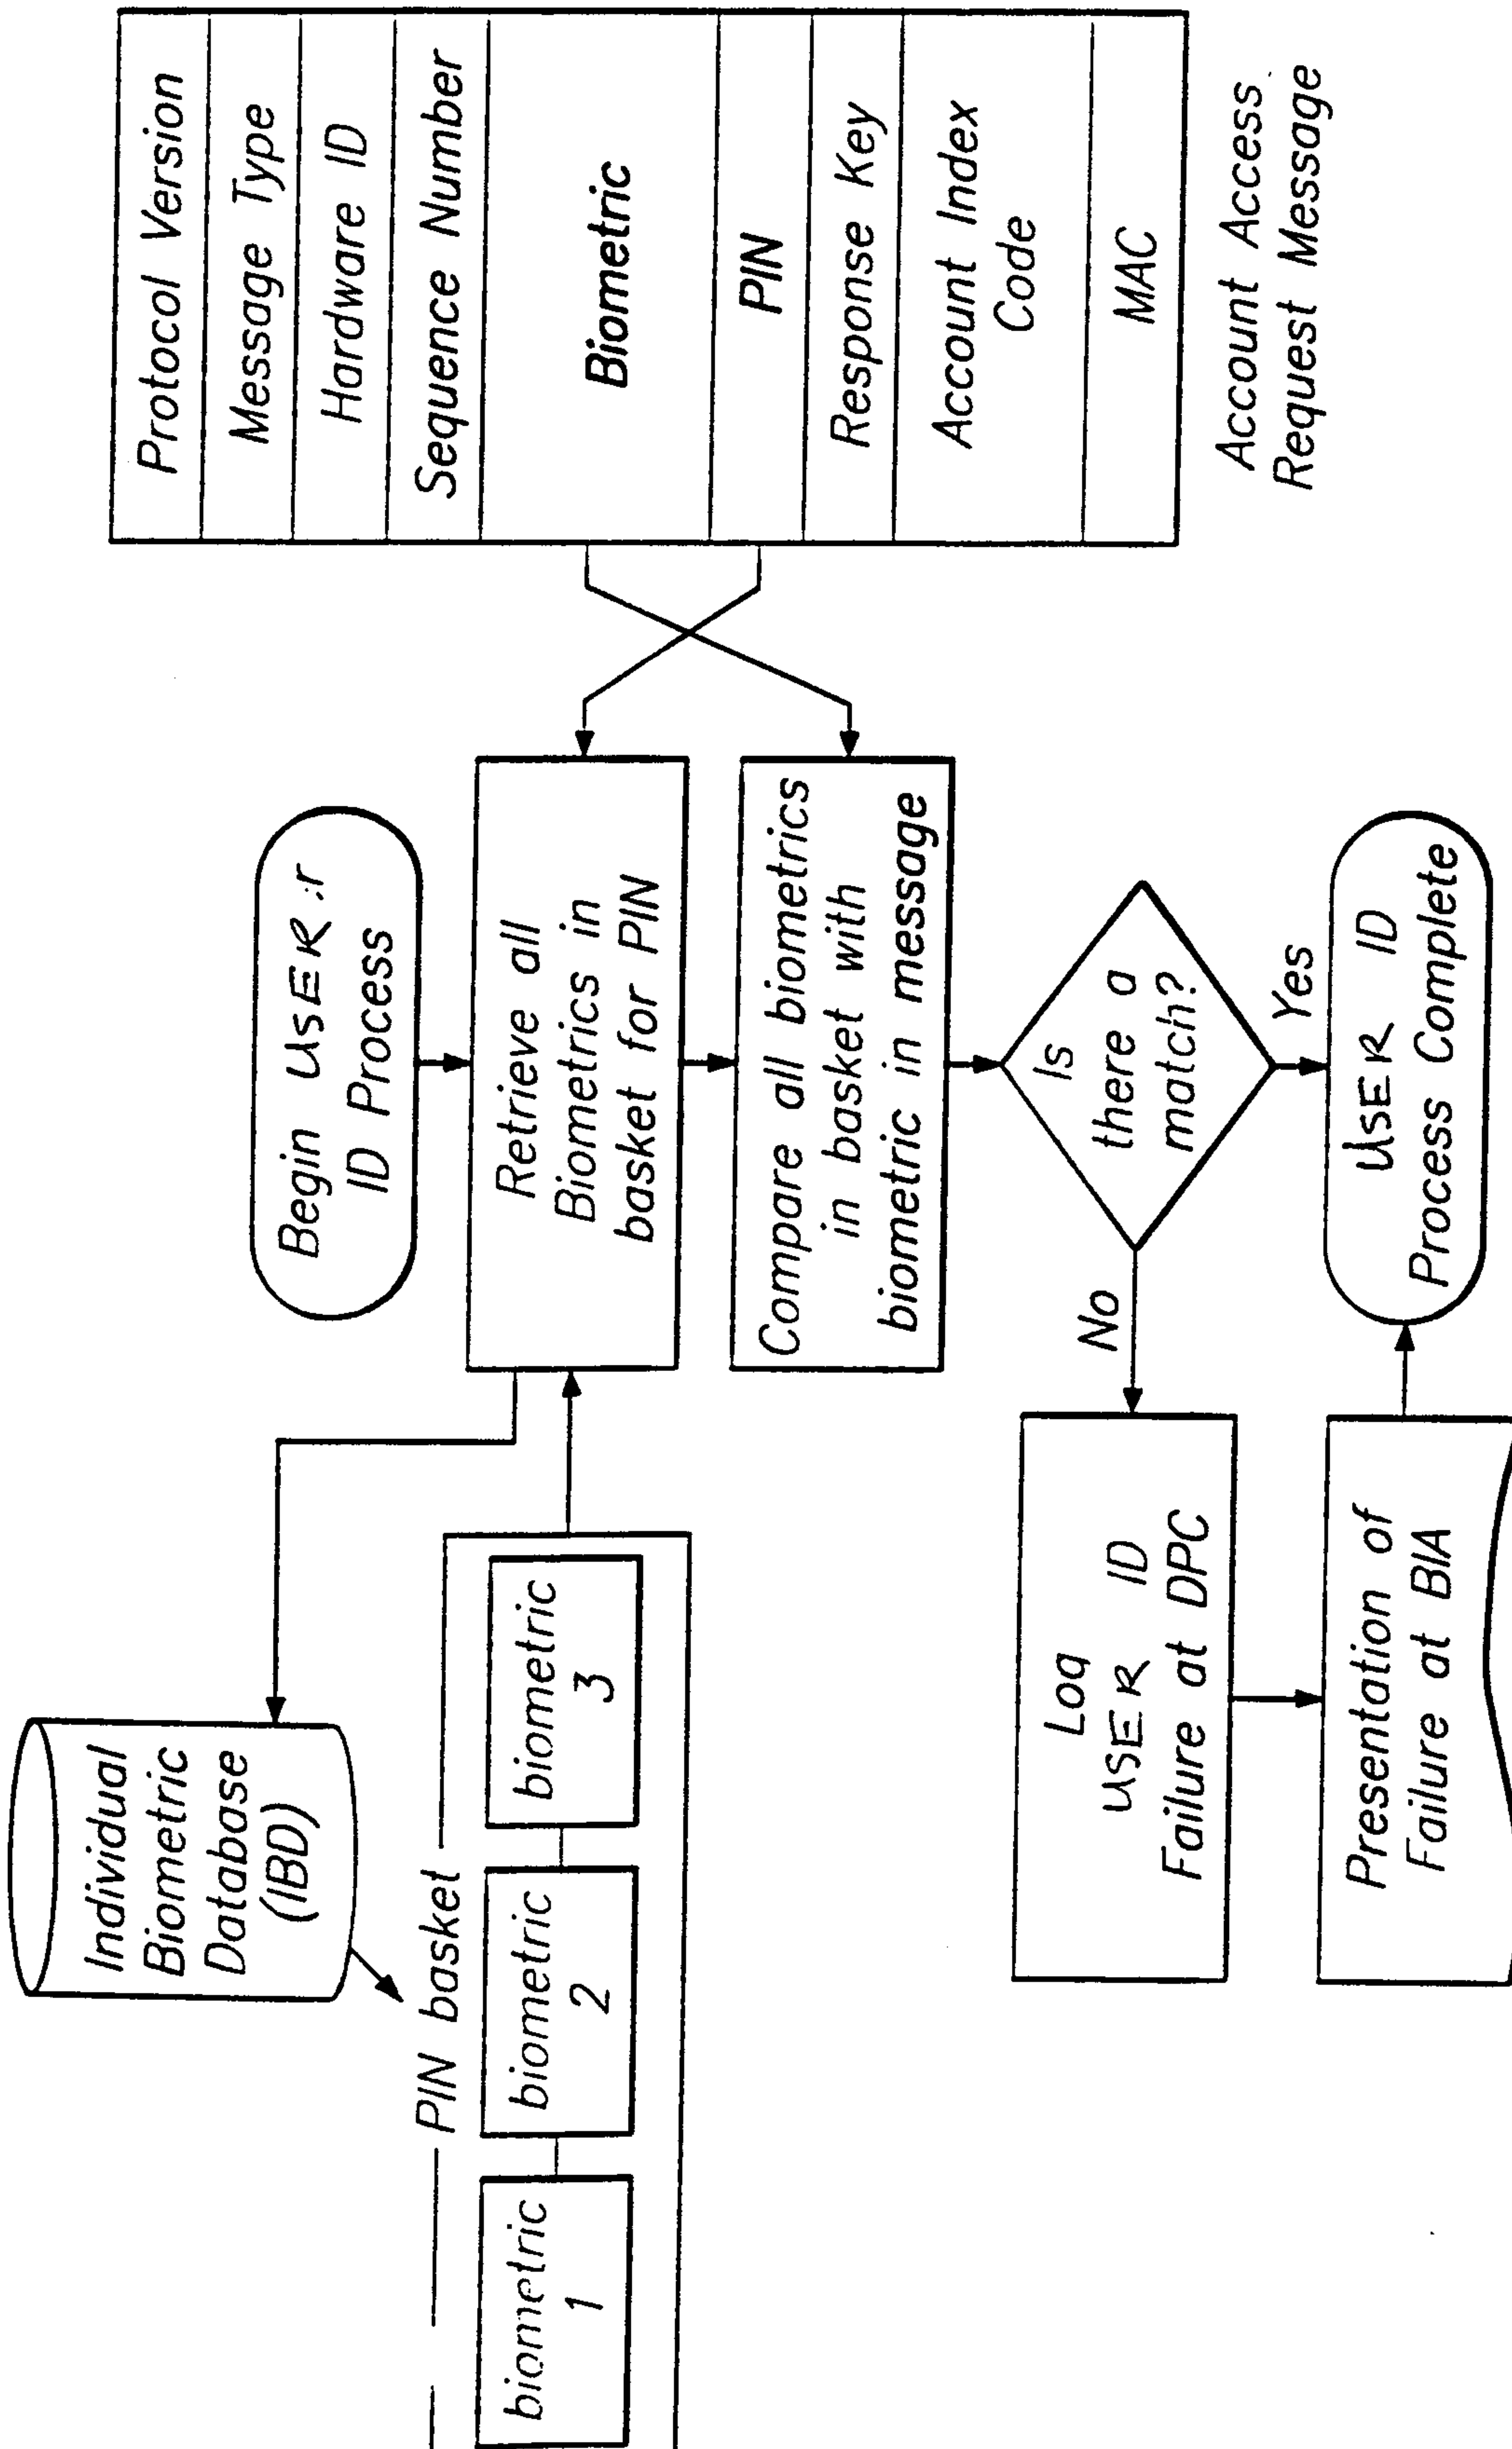 Individual
Biometric
Database
(IBD)
PIN basket
biometric
1
biometric
2
biometric
3
Begin USER
ID Process
Retrieve all
Biometrics in
basket for PIN
Compare all biometrics
in basket with
biometric in message
Is
there a
match?
No
Yes
Log
USER ID
Failure at DPC
Presentation of
Failure at BIA
USER ID
Process Complete
Protocol Version
Message Type
Hardware ID
Sequence Number
Biometric
PIN
Response Key
Account Index
Code
MAC
Account Access
Request Message